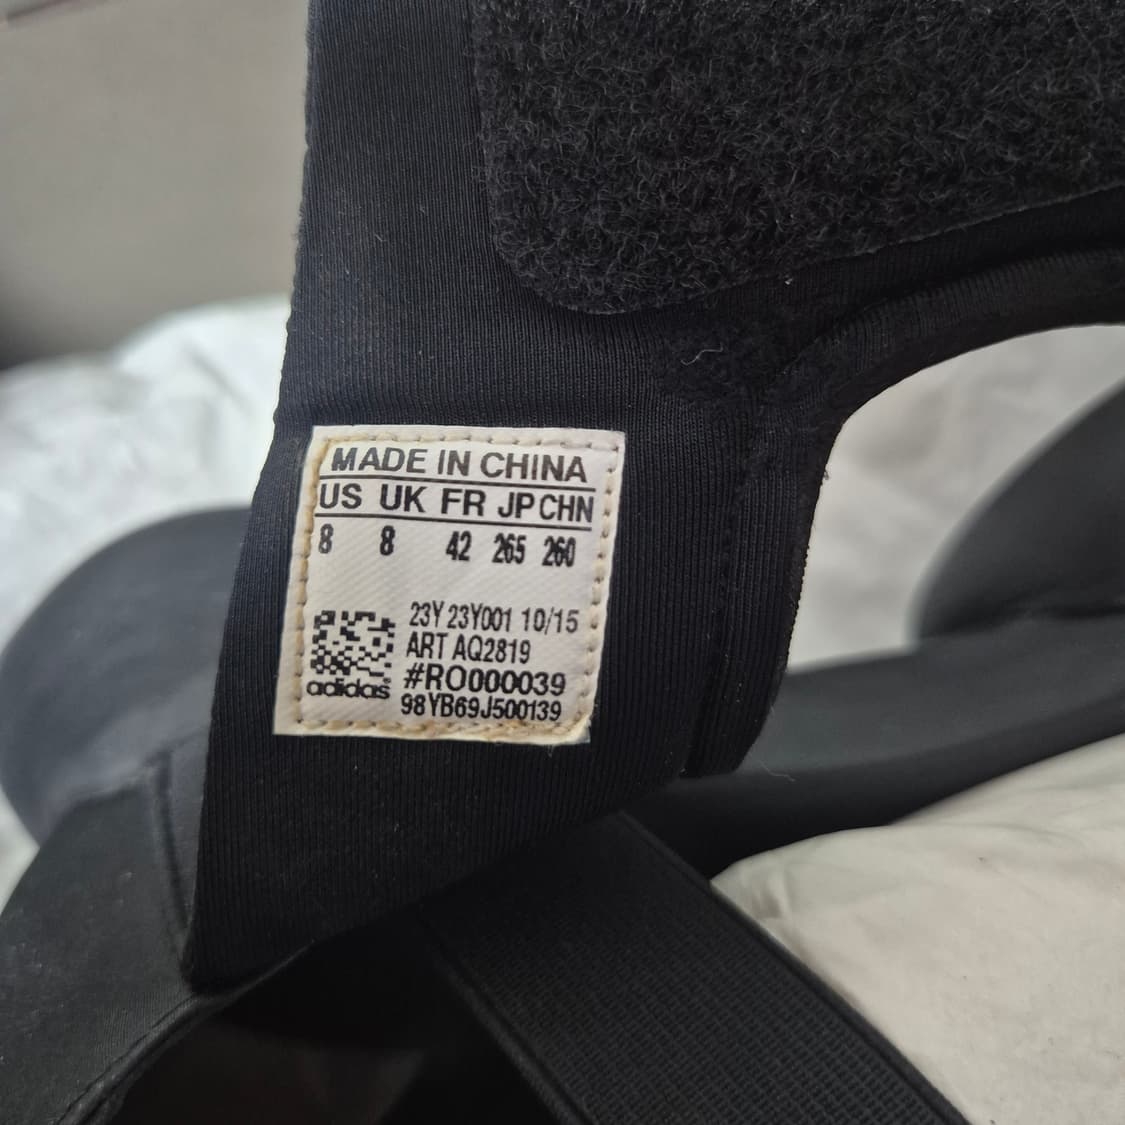 MADE IN CHINA
US UK FR JP CHN
8 8 42 265 260
23Y 23Y001 10/15
ART AQ2819
#RO000039
adidas
98YB69J500139